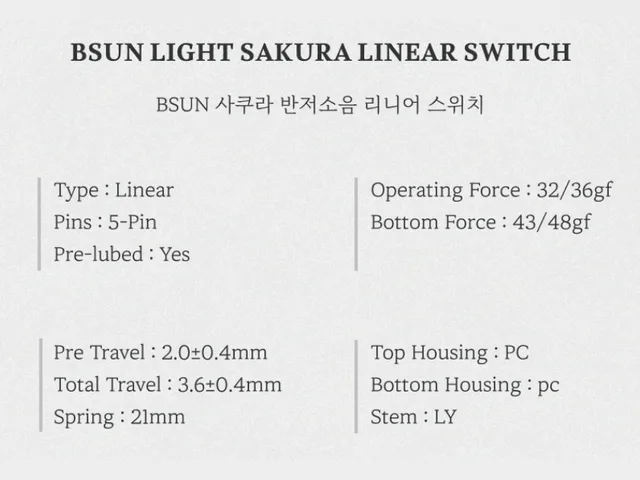 BSUN LIGHT SAKURA LINEAR SWITCH
BSUN 사쿠라 반저소음 리니어 스위치
Type : Linear
Pins : 5-Pin
Pre-lubed : Yes
Operating Force : 32/36gf
Bottom Force : 43/48gf
Pre Travel : 2.0±0.4mm
Total Travel : 3.6±0.4mm
Spring : 21mm
Top Housing : PC
Bottom Housing : pc
Stem : LY